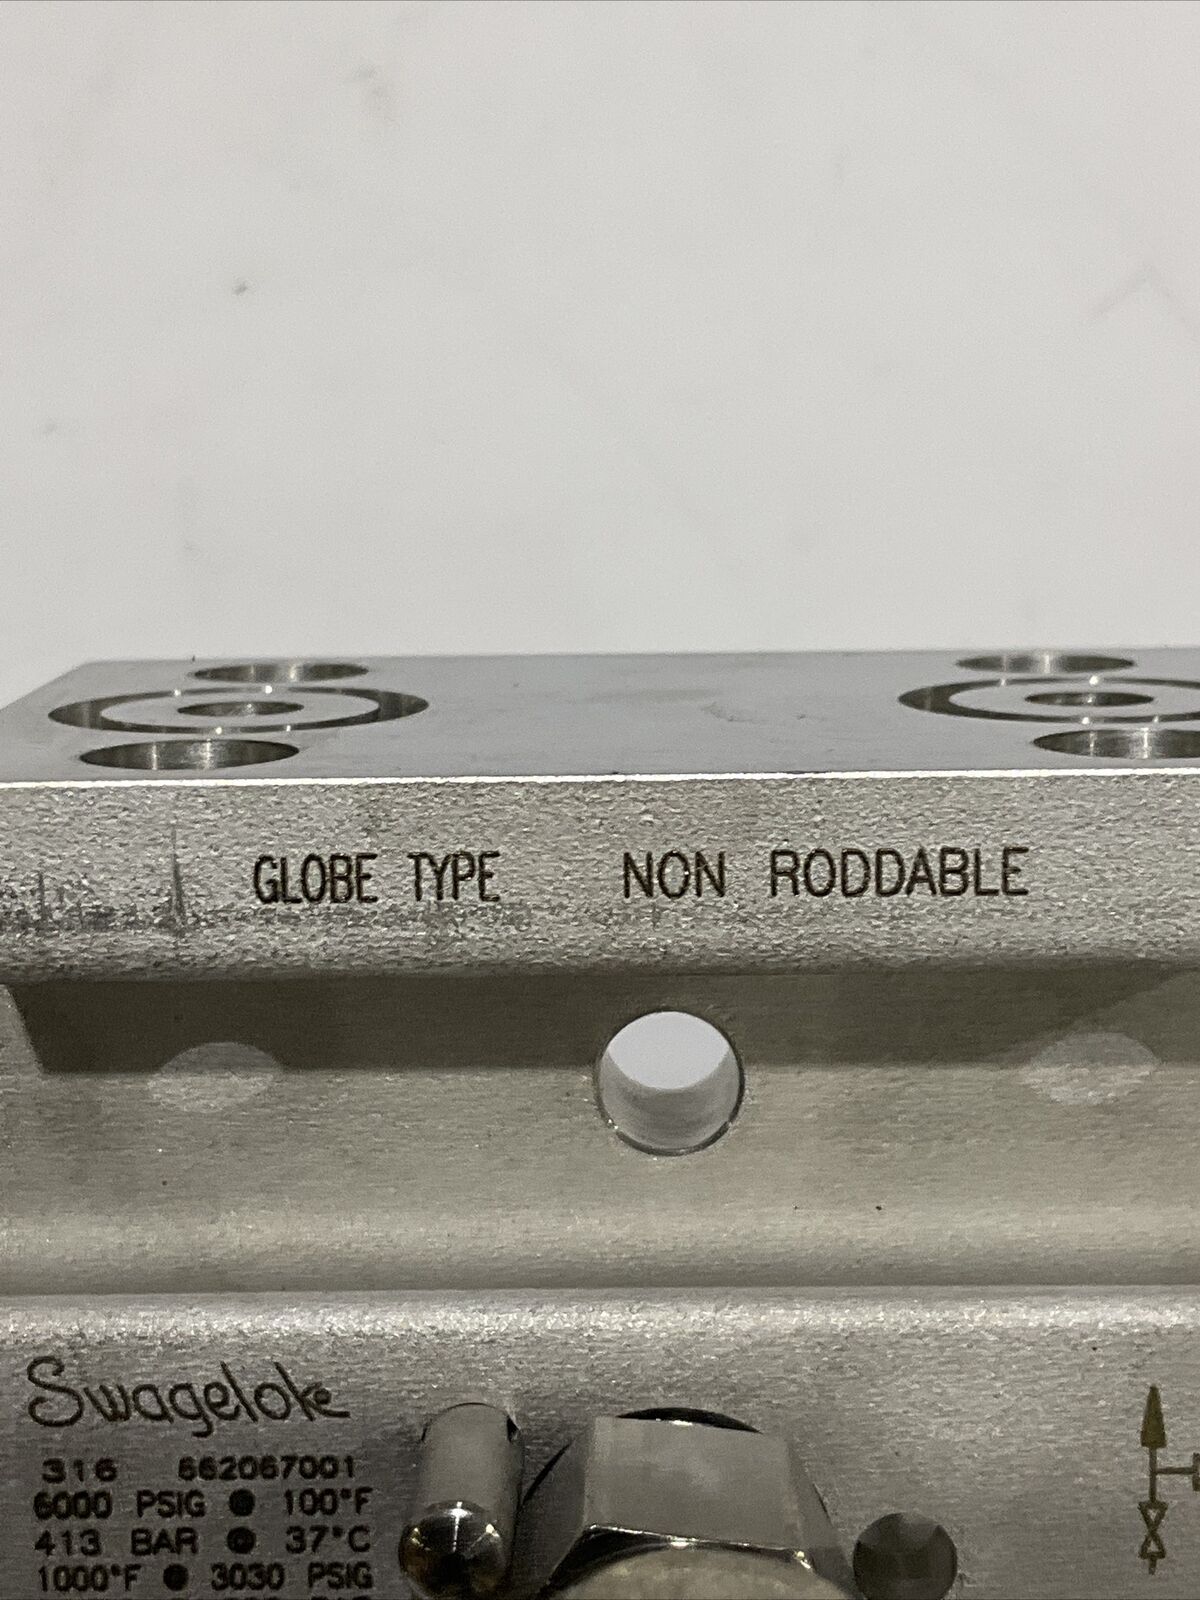 GLOBE TYPE NON RODDABLE
Swagelok
316 662067001
6000 PSIG ● 100°F
413 BAR ● 37°C
1000°F ● 3030 PSIG